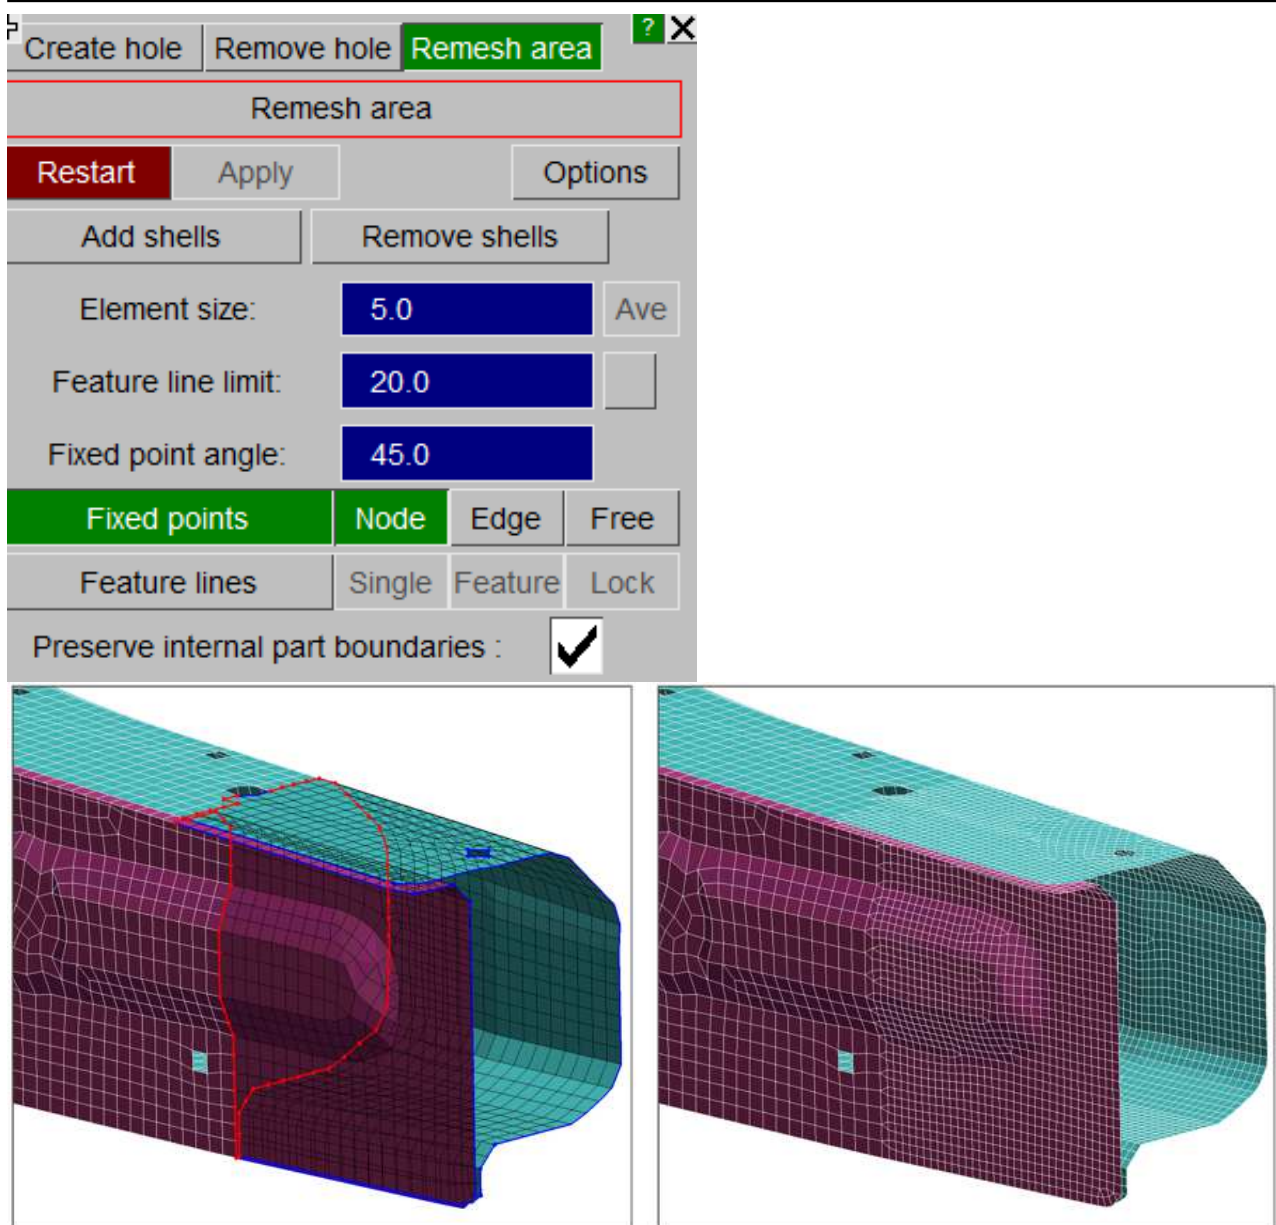 Create hole Remove hole Remesh area ?
Remesh area
Restart Apply Options
Add shells Remove shells
Element size: 5.0 Ave
Feature line limit: 20.0
Fixed point angle: 45.0
Fixed points Node Edge Free
Feature lines Single Feature Lock
Preserve internal part boundaries :